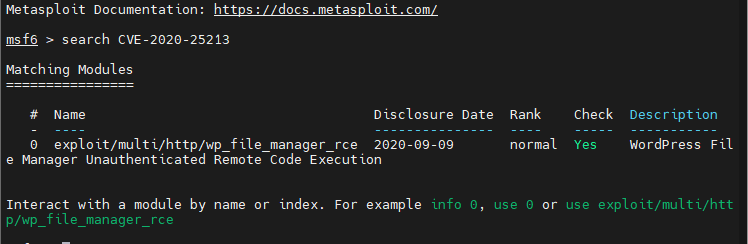 Metasploit Documentation: https://docs.metasploit.com/
msf6 > search CVE-2020-25213
Matching Modules
================
# Name Disclosure Date Rank Check Description
- ---- --------------- ---- ----- -----------
0 exploit/multi/http/wp_file_manager_rce 2020-09-09 normal Yes WordPress Fil
e Manager Unauthenticated Remote Code Execution
Interact with a module by name or index. For example info 0, use 0 or use exploit/multi/htt
p/wp_file_manager_rce